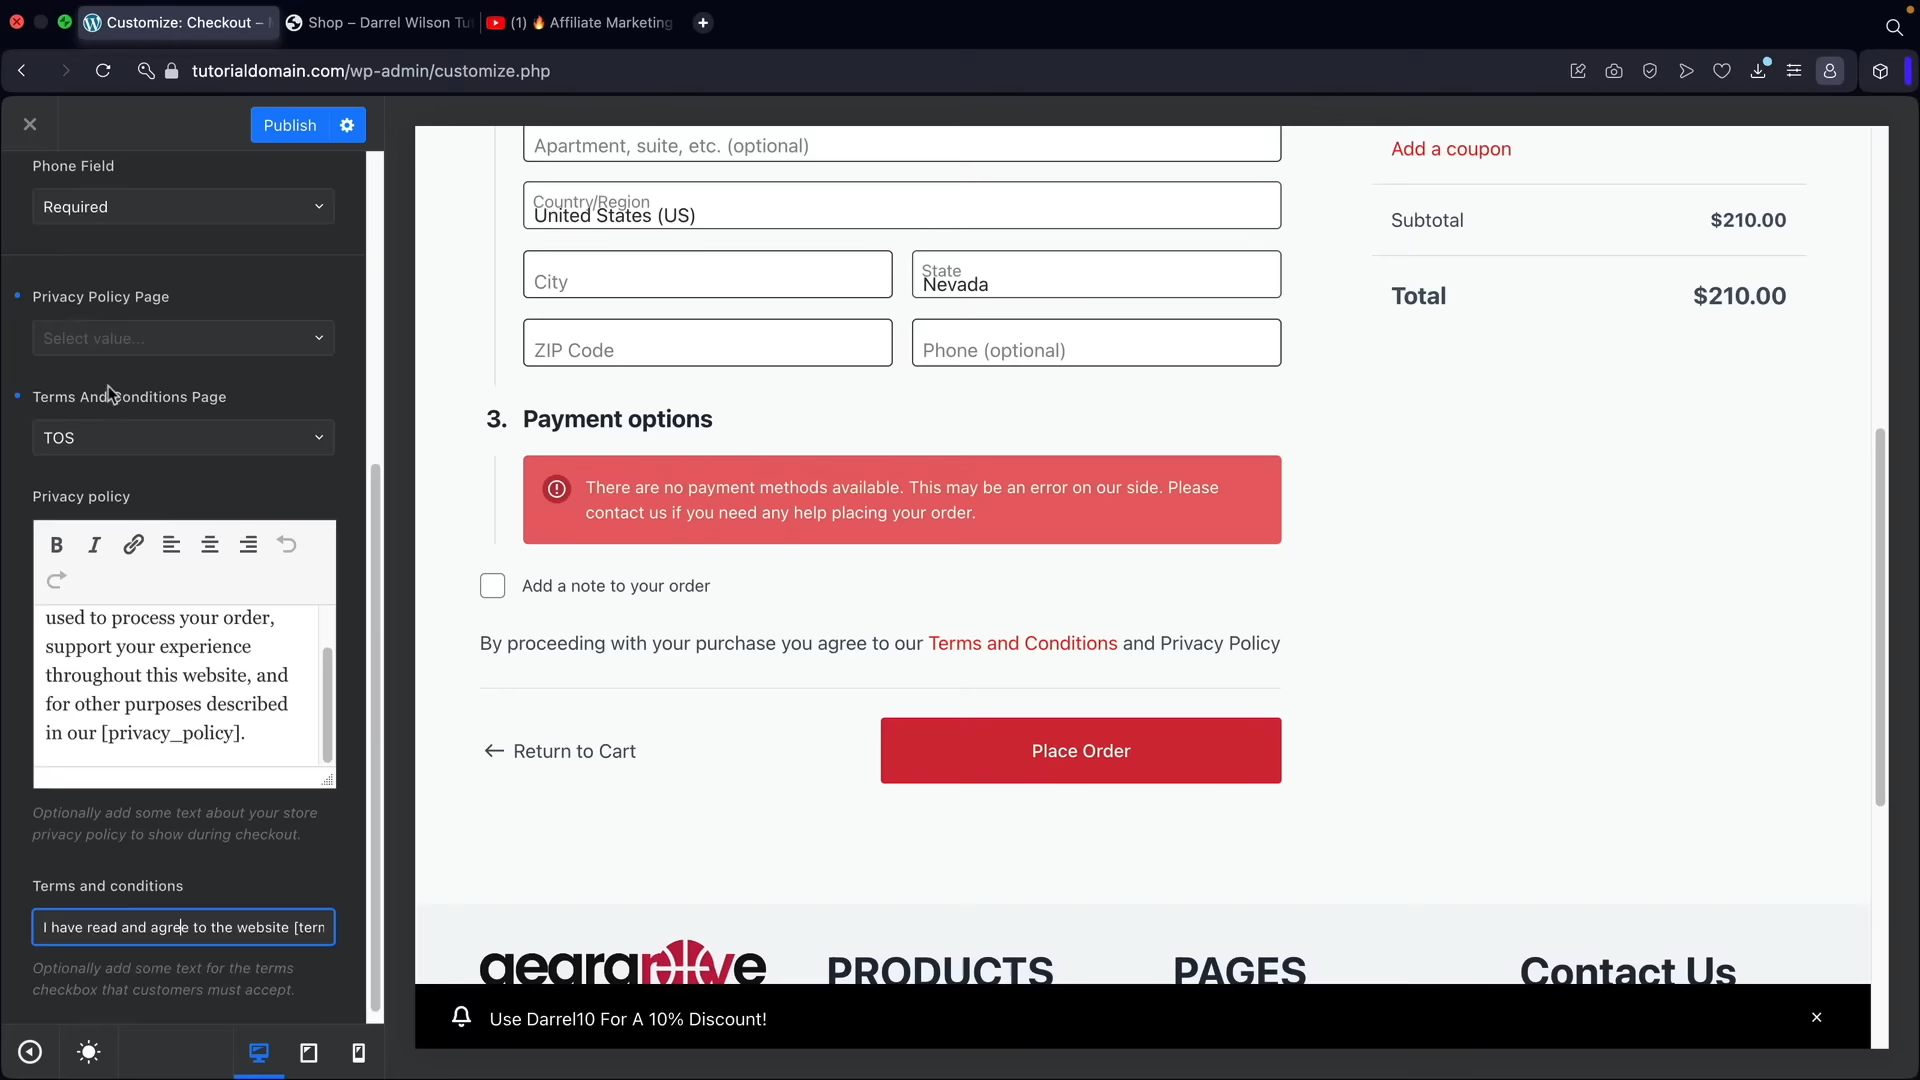 Customize: Checkout –
Shop – Darrel Wilson Tu
(1) 🔥 Affiliate Marketing
tutorialdomain.com/wp-admin/customize.php
Publish
Phone Field
Required
Privacy Policy Page
Select value...
Terms And Conditions Page
TOS
Privacy policy
B I
used to process your order,
support your experience
throughout this website, and
for other purposes described
in our [privacy_policy].
Optionally add some text about your store
privacy policy to show during checkout.
Terms and conditions
I have read and agree to the website [tern
Optionally add some text for the terms
checkbox that customers must accept.
Apartment, suite, etc. (optional)
Country/Region
United States (US)
City
State
Nevada
ZIP Code
Phone (optional)
3. Payment options
There are no payment methods available. This may be an error on our side. Please
contact us if you need any help placing your order.
Add a note to your order
By proceeding with your purchase you agree to our Terms and Conditions and Privacy Policy
← Return to Cart
Place Order
Add a coupon
Subtotal $210.00
Total $210.00
PRODUCTS
PAGES
Contact Us
Use Darrel10 For A 10% Discount!